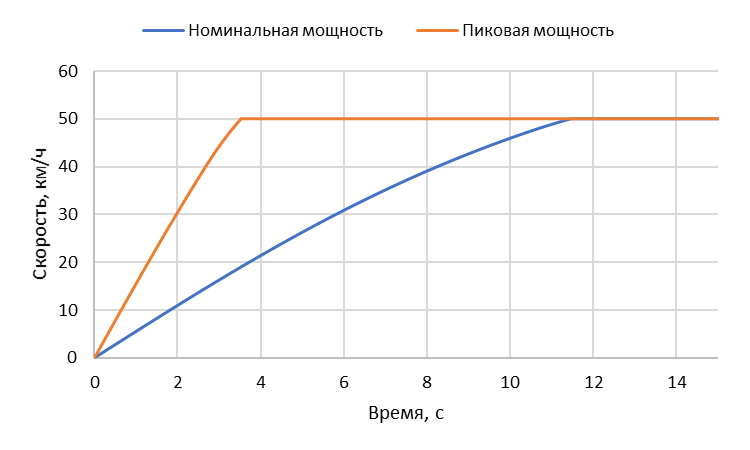 Номинальная мощность Пиковая мощность
60
50
40
30
20
10
0
Скорость, км/ч
0 2 4 6 8 10 12 14
Время, с